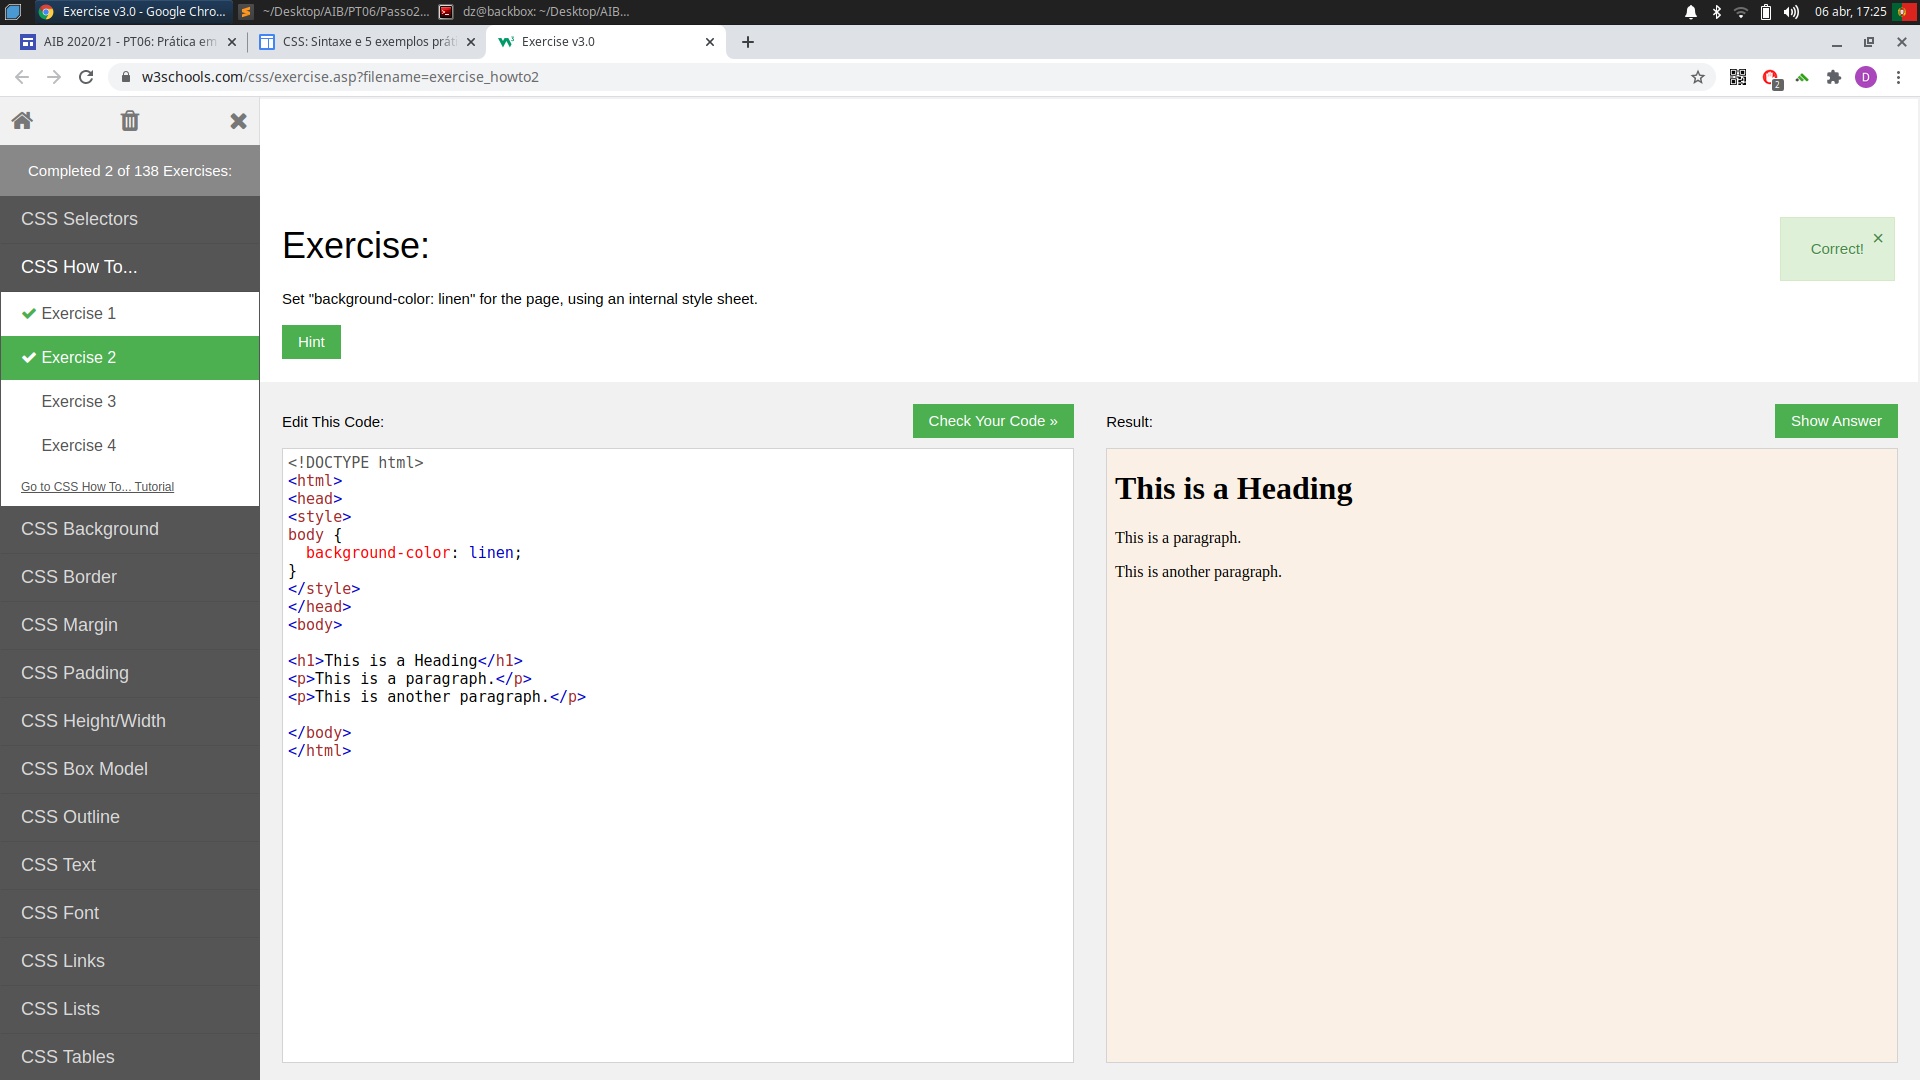 Exercise v3.0 - Google Chro...
~/Desktop/AIB/PT06/Passo2...
dz@backbox: ~/Desktop/AIB...
06 abr, 17:25
AIB 2020/21 - PT06: Prática em
CSS: Sintaxe e 5 exemplos prát
Exercise v3.0
w3schools.com/css/exercise.asp?filename=exercise_howto2
2
D
Completed 2 of 138 Exercises:
CSS Selectors
CSS How To...
Exercise 1
Exercise 2
Exercise 3
Exercise 4
Go to CSS How To... Tutorial
CSS Background
CSS Border
CSS Margin
CSS Padding
CSS Height/Width
CSS Box Model
CSS Outline
CSS Text
CSS Font
CSS Links
CSS Lists
CSS Tables
Exercise:
Correct! ×
Set "background-color: linen" for the page, using an internal style sheet.
Hint
Edit This Code:
Check Your Code »
<!DOCTYPE html>
<html>
<head>
<style>
body {
  background-color: linen;
}
</style>
</head>
<body>
<h1>This is a Heading</h1>
<p>This is a paragraph.</p>
<p>This is another paragraph.</p>
</body>
</html>
Result:
Show Answer
This is a Heading
This is a paragraph.
This is another paragraph.